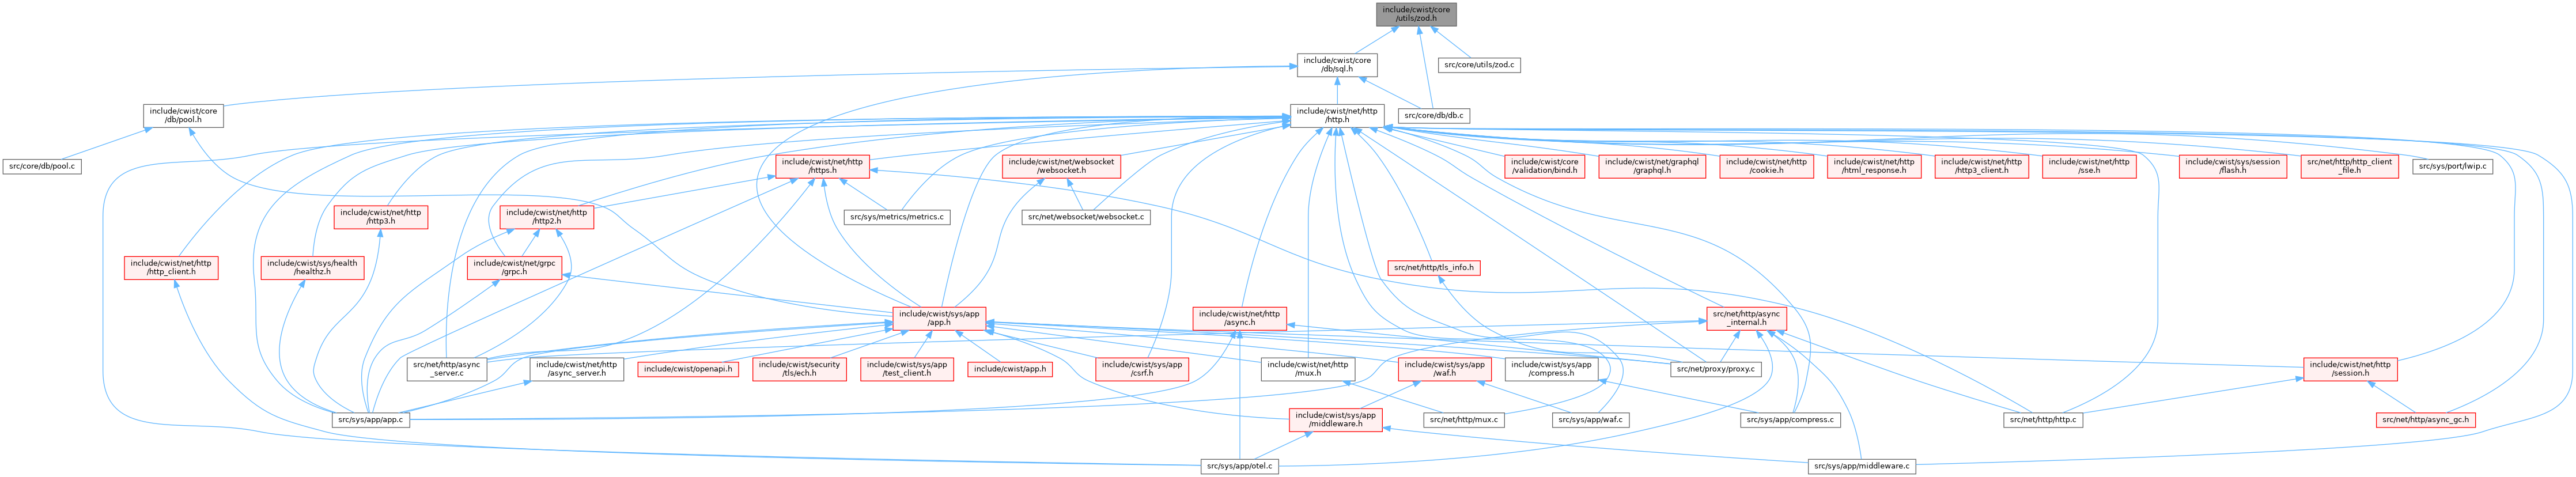 include/cwist/core
/utils/zod.h
include/cwist/core
/db/sql.h
src/core/utils/zod.c
include/cwist/core
/db/pool.h
include/cwist/net/http
/http.h
src/core/db/db.c
src/core/db/pool.c
include/cwist/net/http
/https.h
include/cwist/net/websocket
/websocket.h
include/cwist/core
/validation/bind.h
include/cwist/net/graphql
/graphql.h
include/cwist/net/http
/cookie.h
include/cwist/net/http
/html_response.h
include/cwist/net/http
/http3_client.h
include/cwist/net/http
/sse.h
include/cwist/sys/session
/flash.h
src/net/http/http_client
_file.h
src/sys/port/lwip.c
include/cwist/net/http
/http3.h
include/cwist/net/http
/http2.h
src/sys/metrics/metrics.c
src/net/websocket/websocket.c
include/cwist/net/http
/http_client.h
include/cwist/sys/health
/healthz.h
include/cwist/net/grpc
/grpc.h
src/net/http/tls_info.h
include/cwist/sys/app
/app.h
include/cwist/net/http
/async.h
src/net/http/async
_internal.h
src/net/http/async
_server.c
include/cwist/net/http
/async_server.h
include/cwist/openapi.h
include/cwist/security
/tls/ech.h
include/cwist/sys/app
/test_client.h
include/cwist/app.h
include/cwist/sys/app
/csrf.h
include/cwist/net/http
/mux.h
include/cwist/sys/app
/waf.h
include/cwist/sys/app
/compress.h
src/net/proxy/proxy.c
include/cwist/net/http
/session.h
src/sys/app/app.c
include/cwist/sys/app
/middleware.h
src/net/http/mux.c
src/sys/app/waf.c
src/sys/app/compress.c
src/net/http/http.c
src/net/http/async_gc.h
src/sys/app/otel.c
src/sys/app/middleware.c